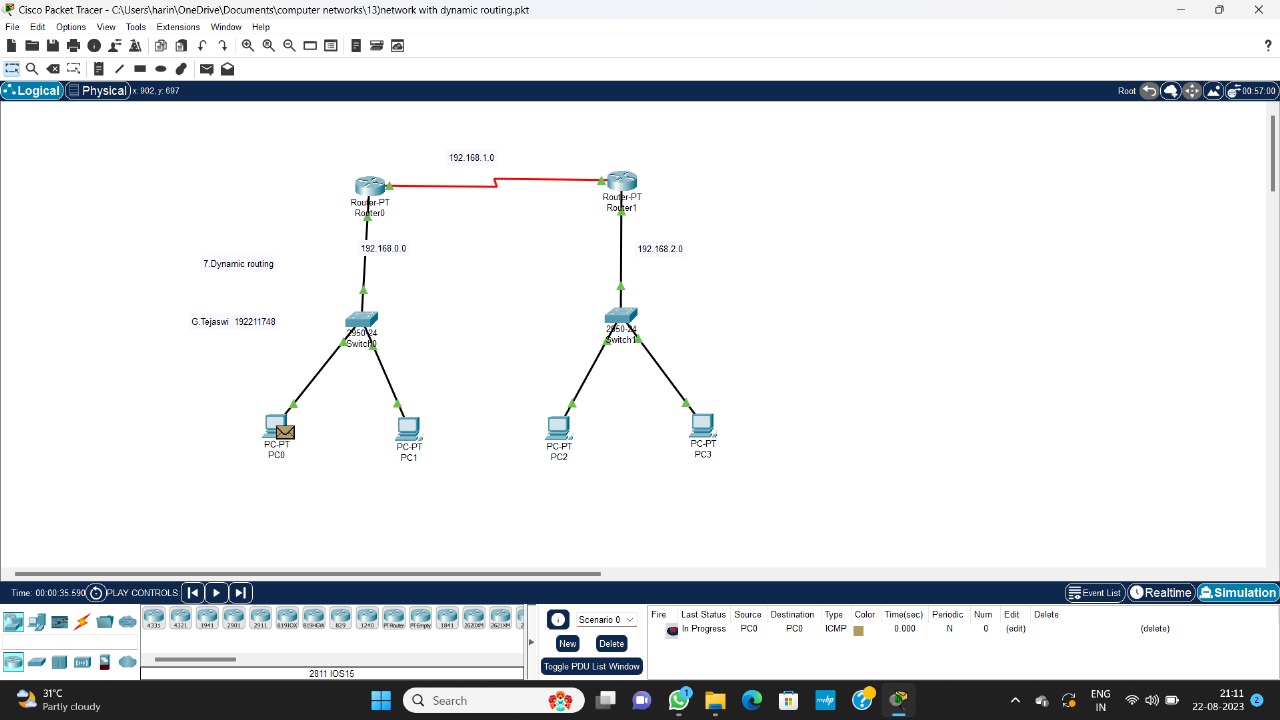 Cisco Packet Tracer - C:\Users\harin\OneDrive\Documents\computer networks\13)network with dynamic routing.pkt
File Edit Options View Tools Extensions Window Help
Logical Physical x: 902, y: 697 Root 00:57:00
192.168.1.0
Router-PT
Router0
Router-PT
Router1
192.168.0.0
192.168.2.0
7.Dynamic routing
G.Tejaswi 192211748
2950-24
Switch0
2950-24
Switch1
PC-PT
PC0
PC-PT
PC1
PC-PT
PC2
PC-PT
PC3
Time: 00:00:35.590 PLAY CONTROLS: Event List Realtime Simulation
4331 4321 1941 2901 2911 819IOX 819HGW 829 1240 PT-Router PT-Empty 1841 2620XM 2621XM
2811 IOS15
Scenario 0
New Delete
Toggle PDU List Window
Fire Last Status Source Destination Type Color Time(sec) Periodic Num Edit Delete
In Progress PC0 PC0 ICMP 0.000 N 0 (edit) (delete)
31°C
Partly cloudy
Search
1
ENG
IN
21:11
22-08-2023
2